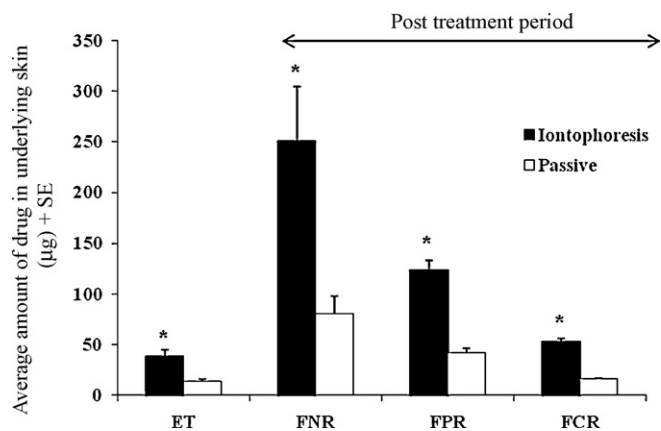 Post treatment period
Average amount of drug in underlying skin
(µg) + SE
350
300
250
200
150
100
50
0
*
*
*
*
Iontophoresis
Passive
ET FNR FPR FCR